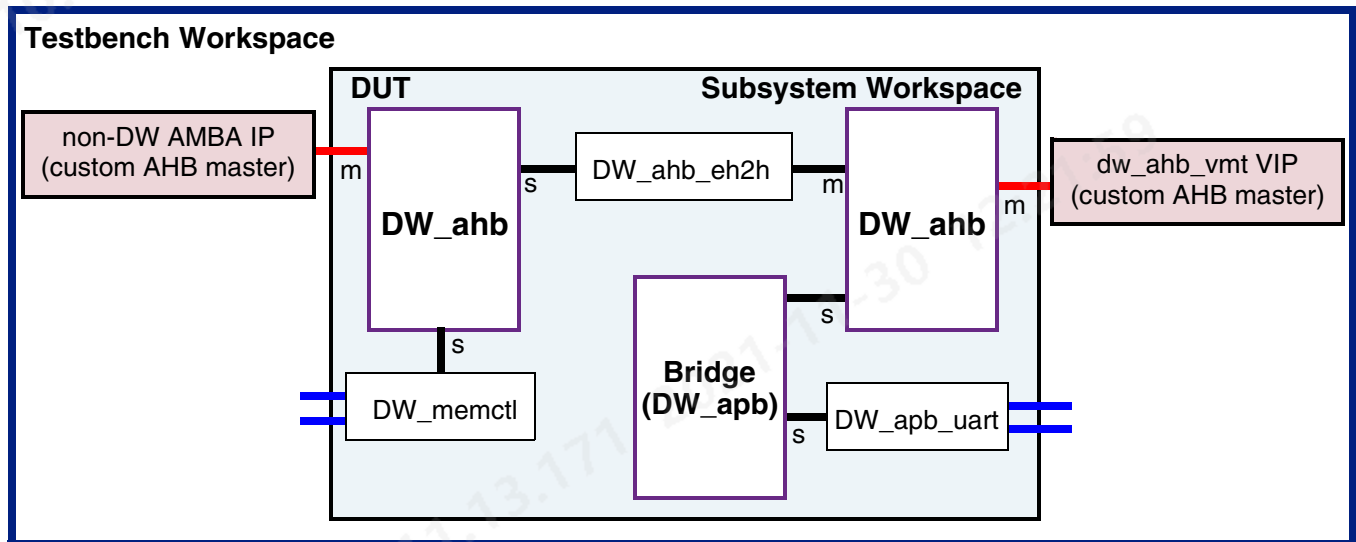 Testbench Workspace
DUT
Subsystem Workspace
non-DW AMBA IP
(custom AHB master)
m
DW_ahb
s
DW_ahb_eh2h
m
DW_ahb
m
dw_ahb_vmt VIP
(custom AHB master)
s
s
DW_memctl
Bridge
(DW_apb)
s
DW_apb_uart